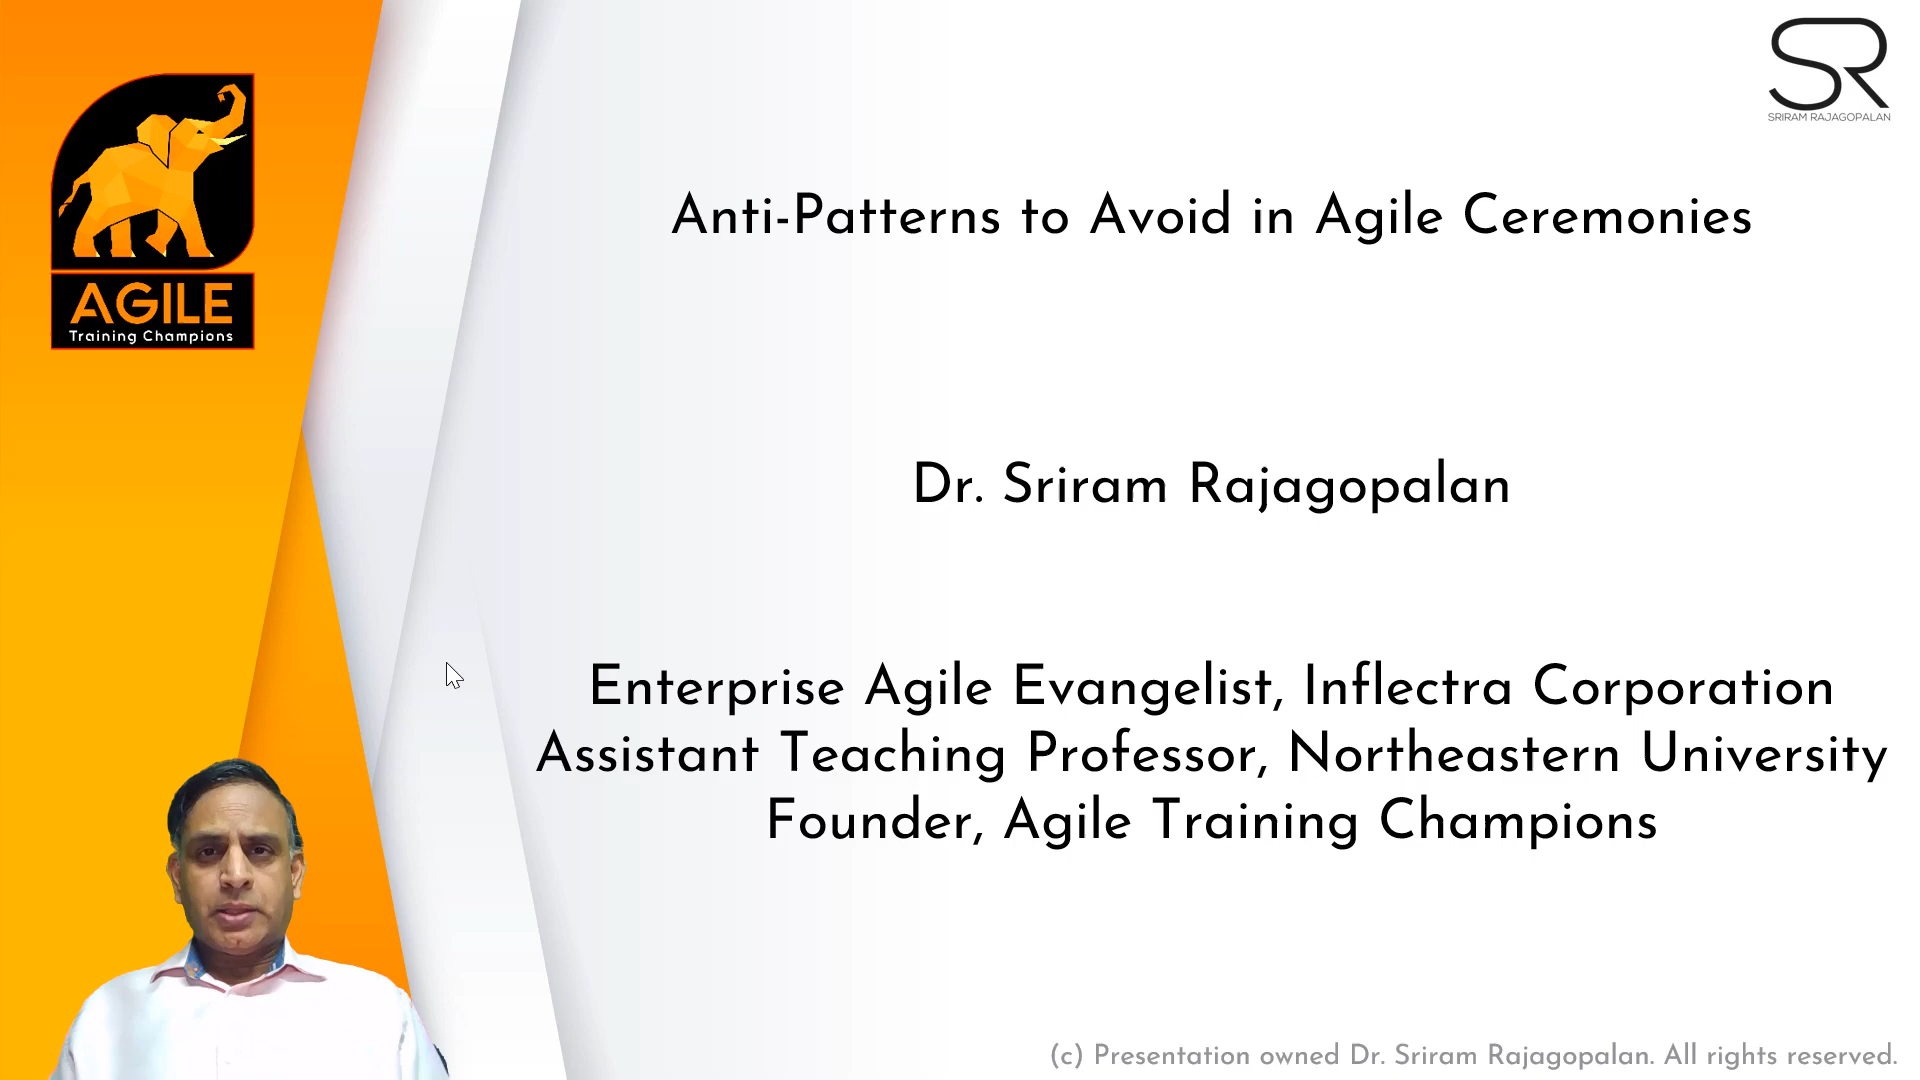 SR
SRIRAM RAJAGOPALAN
AGILE
Training Champions
Anti-Patterns to Avoid in Agile Ceremonies
Dr. Sriram Rajagopalan
Enterprise Agile Evangelist, Inflectra Corporation
Assistant Teaching Professor, Northeastern University
Founder, Agile Training Champions
(c) Presentation owned Dr. Sriram Rajagopalan. All rights reserved.